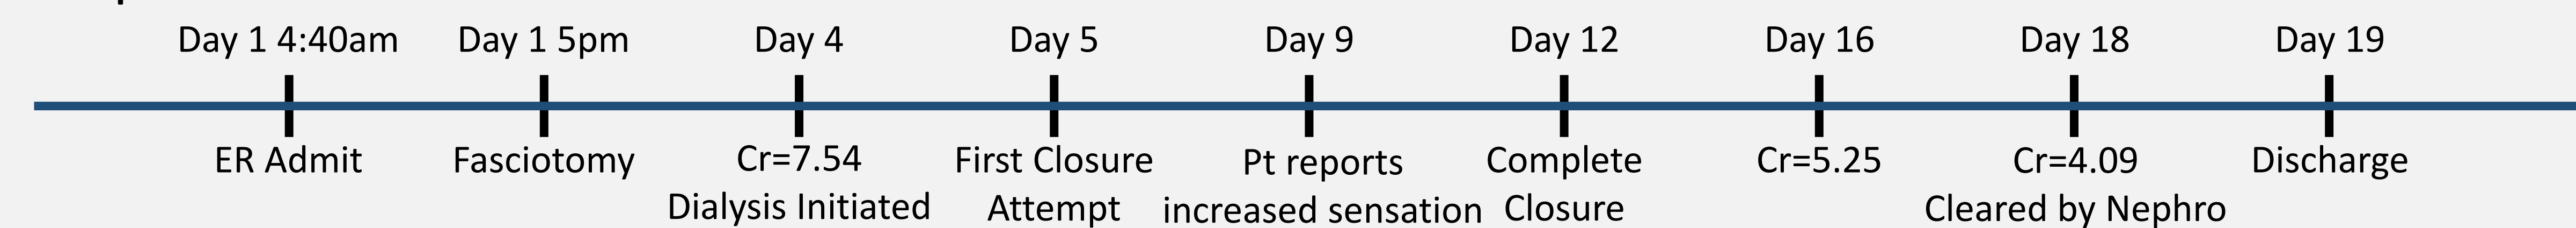 Day 1 4:40am
Day 1 5pm
Day 4
Day 5
Day 9
Day 12
Day 16
Day 18
Day 19
ER Admit
Fasciotomy
Cr=7.54
Dialysis Initiated
First Closure
Attempt
Pt reports
increased sensation
Complete
Closure
Cr=5.25
Cr=4.09
Cleared by Nephro
Discharge